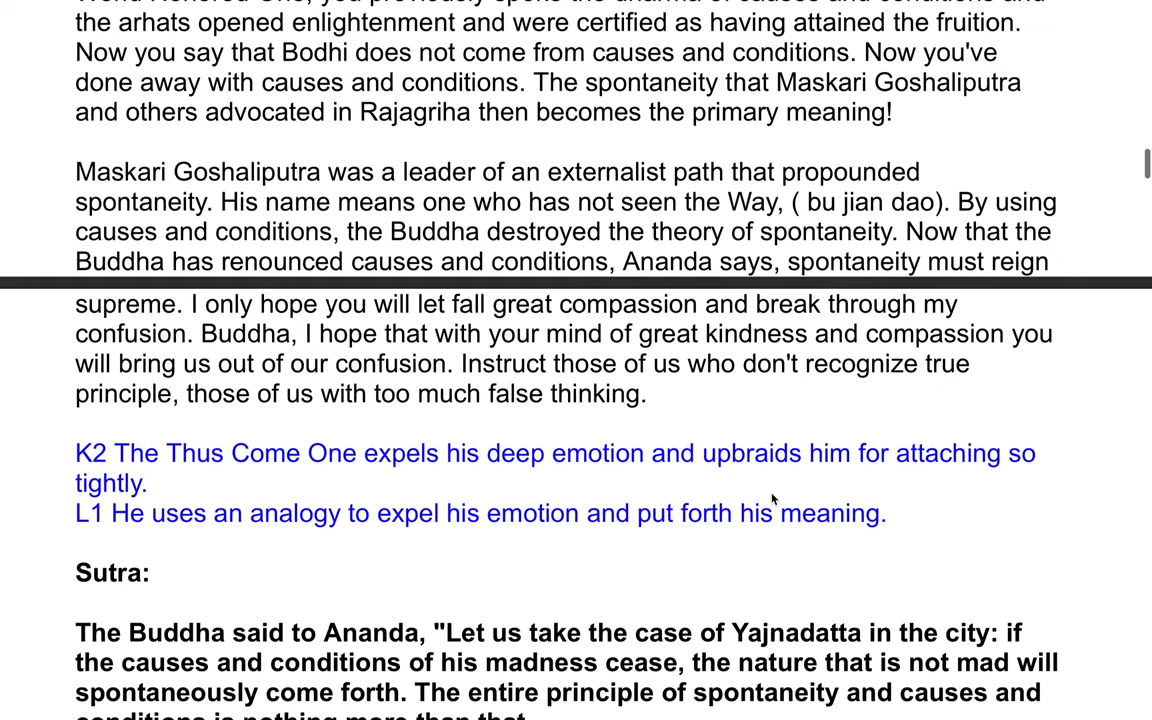 the arhats opened enlightenment and were certified as having attained the fruition.
Now you say that Bodhi does not come from causes and conditions. Now you've
done away with causes and conditions. The spontaneity that Maskari Goshaliputra
and others advocated in Rajagriha then becomes the primary meaning!
Maskari Goshaliputra was a leader of an externalist path that propounded
spontaneity. His name means one who has not seen the Way, ( bu jian dao). By using
causes and conditions, the Buddha destroyed the theory of spontaneity. Now that the
Buddha has renounced causes and conditions, Ananda says, spontaneity must reign
supreme. I only hope you will let fall great compassion and break through my
confusion. Buddha, I hope that with your mind of great kindness and compassion you
will bring us out of our confusion. Instruct those of us who don't recognize true
principle, those of us with too much false thinking.
K2 The Thus Come One expels his deep emotion and upbraids him for attaching so
tightly.
L1 He uses an analogy to expel his emotion and put forth his meaning.
Sutra:
The Buddha said to Ananda, "Let us take the case of Yajnadatta in the city: if
the causes and conditions of his madness cease, the nature that is not mad will
spontaneously come forth. The entire principle of spontaneity and causes and
conditions is nothing more than that.